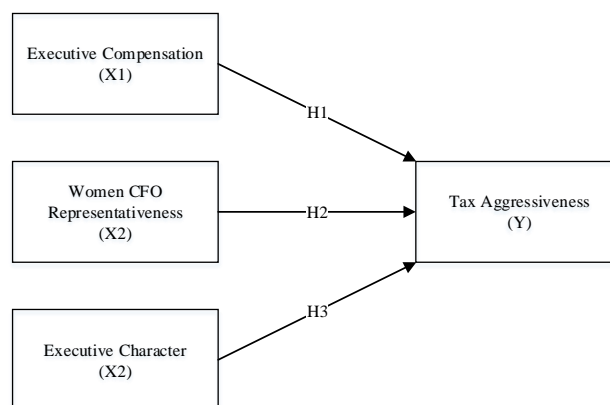 Executive Compensation
(X1)
H1
Women CFO
Representativeness
(X2)
H2
Tax Aggressiveness
(Y)
H3
Executive Character
(X2)